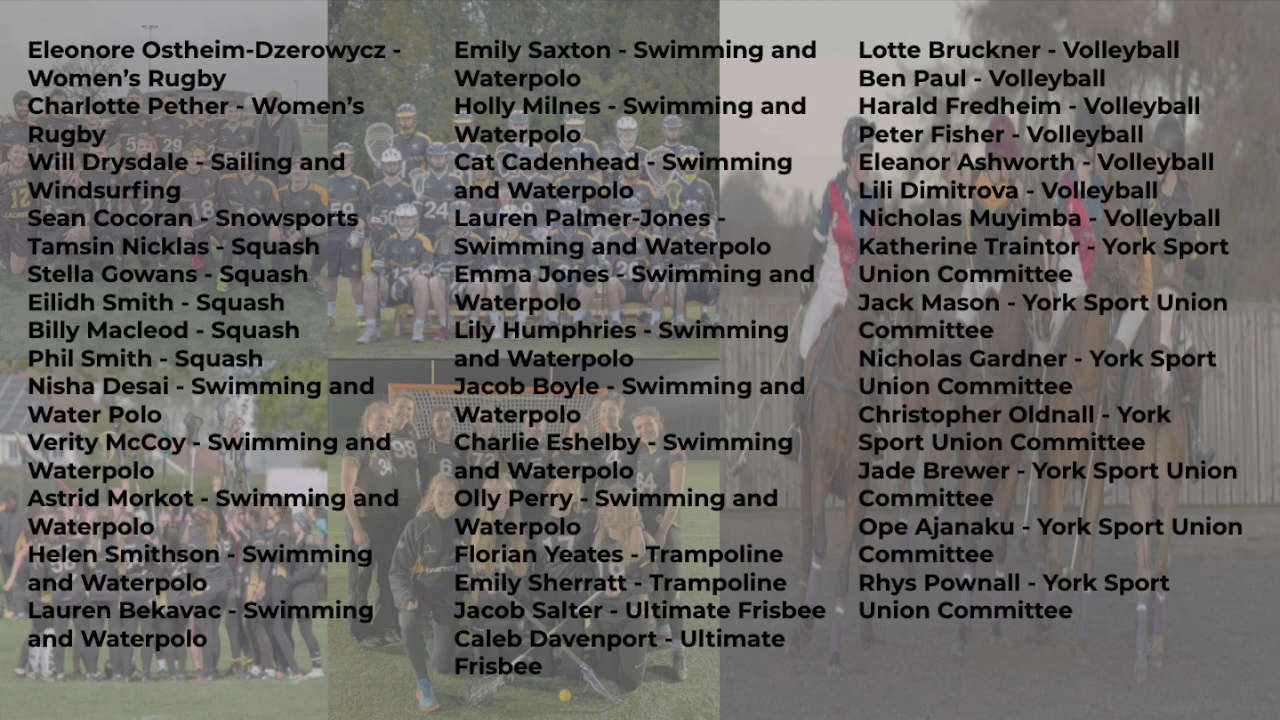 Eleonore Ostheim-Dzerowycz -
Women's Rugby
Charlotte Pether - Women's
Rugby
Will Drysdale - Sailing and
Windsurfing
Sean Cocoran - Snowsports
Tamsin Nicklas - Squash
Stella Gowans - Squash
Eilidh Smith - Squash
Billy Macleod - Squash
Phil Smith - Squash
Nisha Desai - Swimming and
Water Polo
Verity McCoy - Swimming and
Waterpolo
Astrid Morkot - Swimming and
Waterpolo
Helen Smithson - Swimming
and Waterpolo
Lauren Bekavac - Swimming
and Waterpolo
Emily Saxton - Swimming and
Waterpolo
Holly Milnes - Swimming and
Waterpolo
Cat Cadenhead - Swimming
and Waterpolo
Lauren Palmer-Jones -
Swimming and Waterpolo
Emma Jones - Swimming and
Waterpolo
Lily Humphries - Swimming
and Waterpolo
Jacob Boyle - Swimming and
Waterpolo
Charlie Eshelby - Swimming
and Waterpolo
Olly Perry - Swimming and
Waterpolo
Florian Yeates - Trampoline
Emily Sherratt - Trampoline
Jacob Salter - Ultimate Frisbee
Caleb Davenport - Ultimate
Frisbee
Lotte Bruckner - Volleyball
Ben Paul - Volleyball
Harald Fredheim - Volleyball
Peter Fisher - Volleyball
Eleanor Ashworth - Volleyball
Lili Dimitrova - Volleyball
Nicholas Muyimba - Volleyball
Katherine Traintor - York Sport
Union Committee
Jack Mason - York Sport Union
Committee
Nicholas Gardner - York Sport
Union Committee
Christopher Oldnall - York
Sport Union Committee
Jade Brewer - York Sport Union
Committee
Ope Ajanaku - York Sport Union
Committee
Rhys Pownall - York Sport
Union Committee